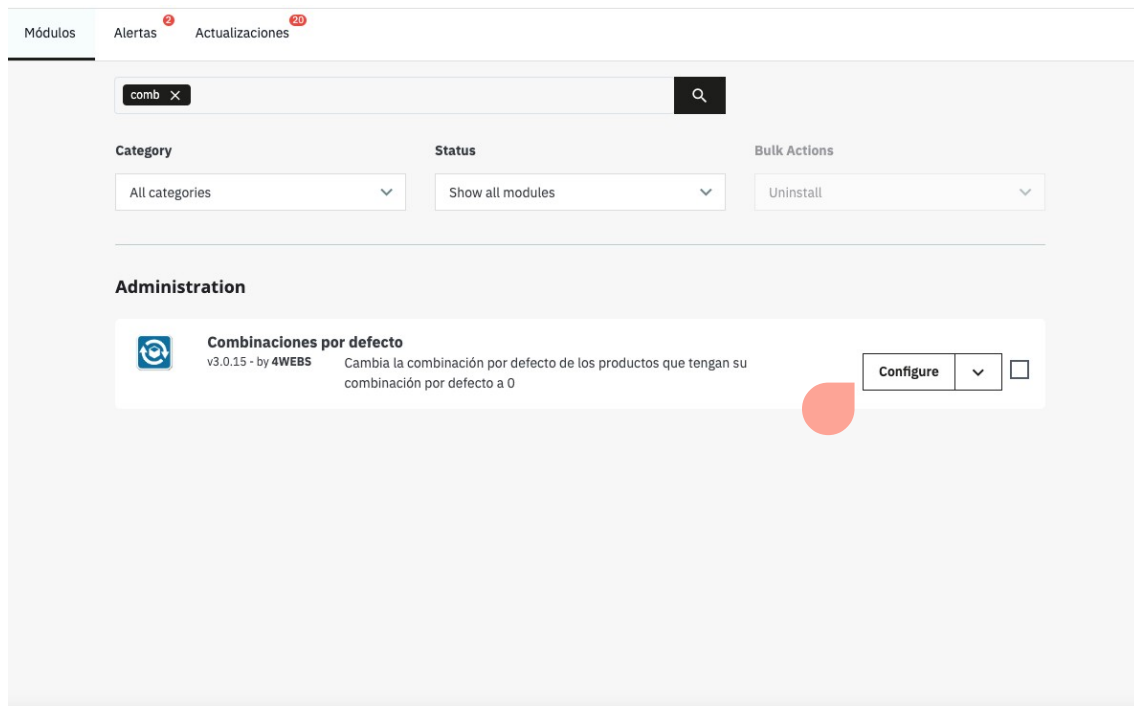 Módulos Alertas 2 Actualizaciones 20
comb
Category Status Bulk Actions
All categories Show all modules Uninstall
Administration
Combinaciones por defecto
v3.0.15 - by 4WEBS Cambia la combinación por defecto de los productos que tengan su
combinación por defecto a 0
Configure